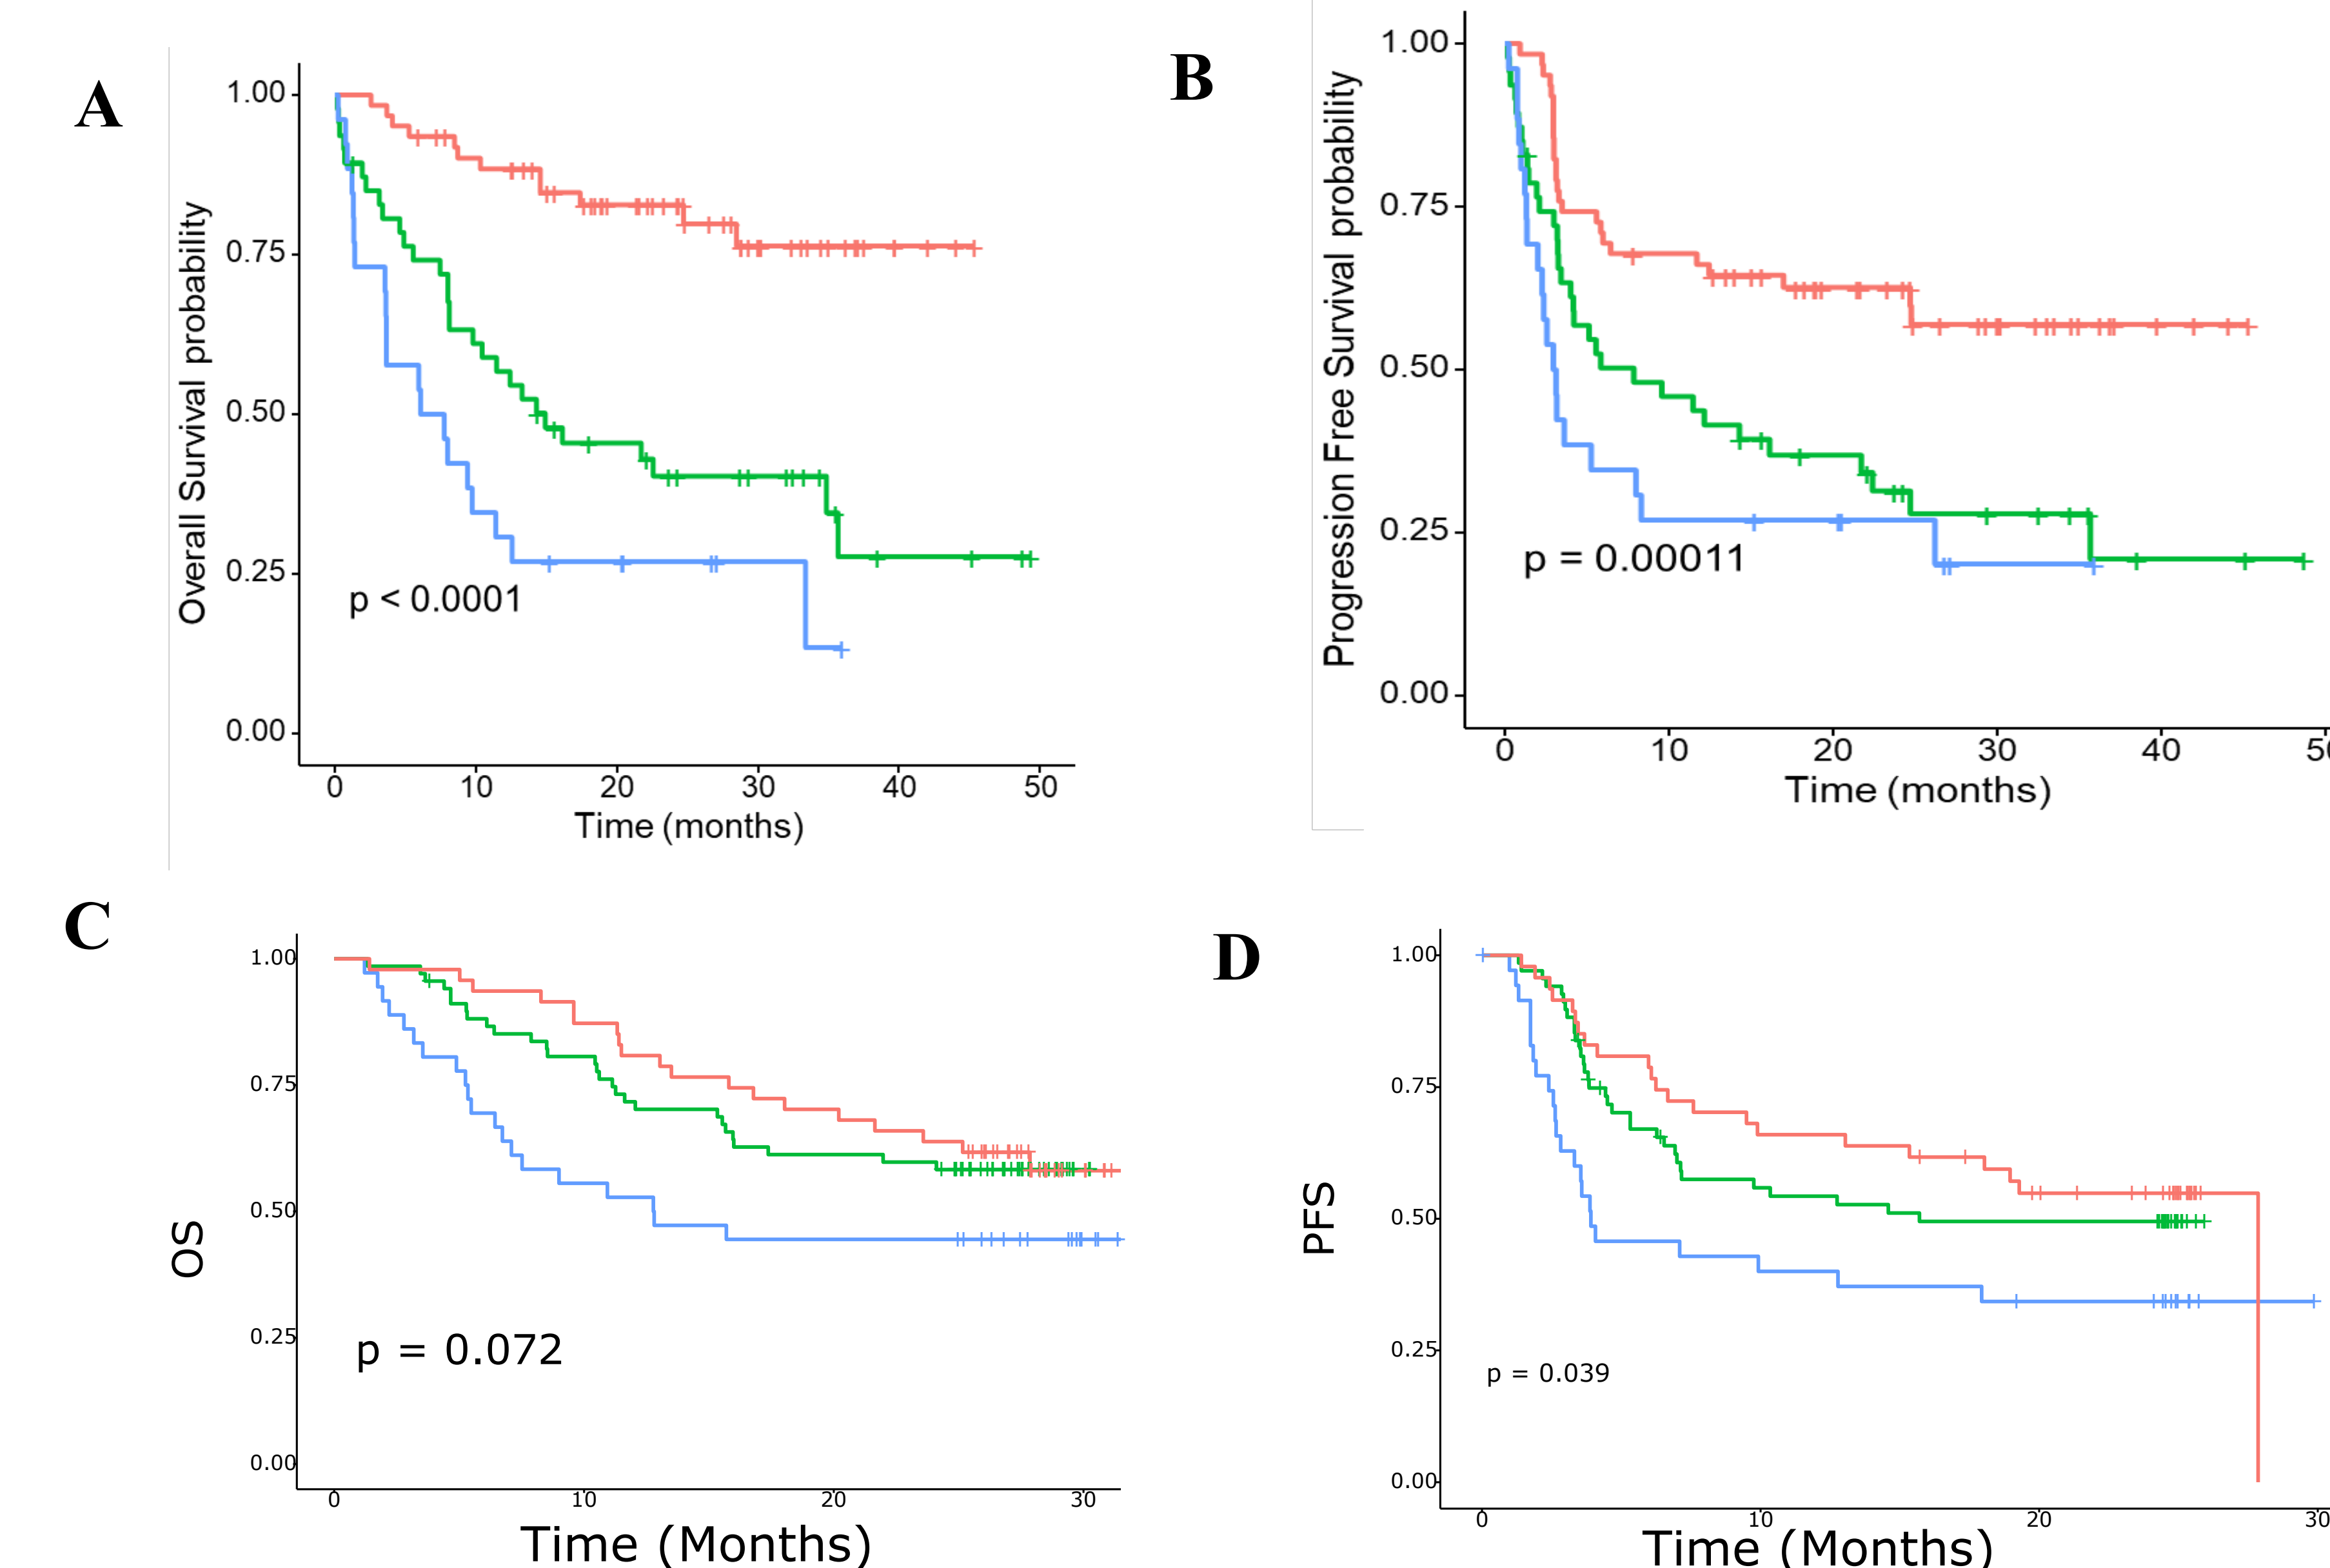 A
Overall Survival probability
1.00
0.75
0.50
0.25
0.00
p < 0.0001
0 10 20 30 40 50
Time (months)
B
Progression Free Survival probability
1.00
0.75
0.50
0.25
0.00
p = 0.00011
0 10 20 30 40 50
Time (months)
C
OS
1.00
0.75
0.50
0.25
0.00
p = 0.072
0 10 20 30
Time (Months)
D
PFS
1.00
0.75
0.50
0.25
0.00
p = 0.039
0 10 20 30
Time (Months)